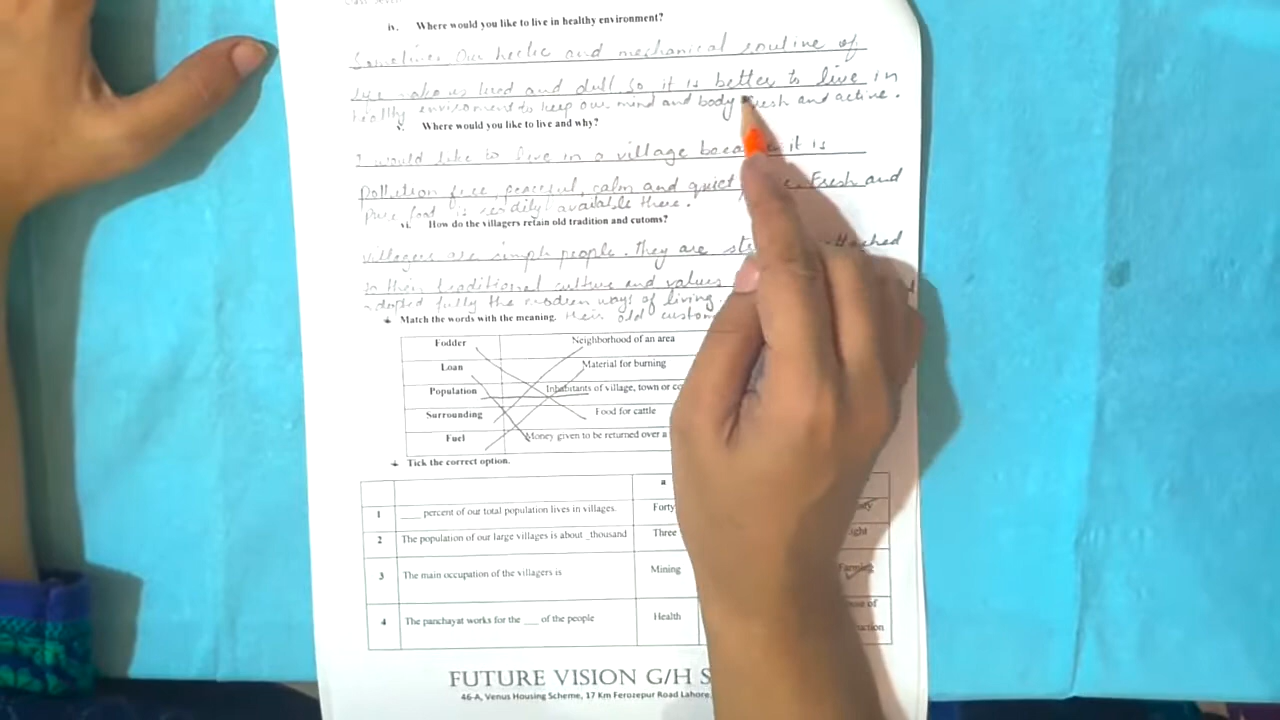 iv. Where would you like to live in healthy environment?
Sometimes Our hectic and mechanical routine of
life makes us tired and dull. So, it is better to live in
healthy enviroment to keep our mind and body fresh and active.
v. Where would you like to live and why?
I would like to live in a village because it is
pollution free, peaceful, calm and quiet Fresh and
pure food is readily available there.
vi. How do the villagers retain old tradition and cutoms?
villagers are simple people. They are attached
to their traditional culture and values
adopted fully the modren ways of living.
Match the words with the meaning. their old custom
Fodder Neighborhood of an area
Loan Material for burning
Population Inhabitants of village, town or
Surrounding Food for cattle
Fuel Money given to be returned over a
Tick the correct option.
a
1 ____ percent of our total population lives in villages. Forty
2 The population of our large villages is about _thousand Three
3 The main occupation of the villagers is Mining Farming
4 The panchayat works for the ___ of the people Health
FUTURE VISION G/H S
46-A, Venus Housing Scheme, 17 Km Ferozepur Road Lahore